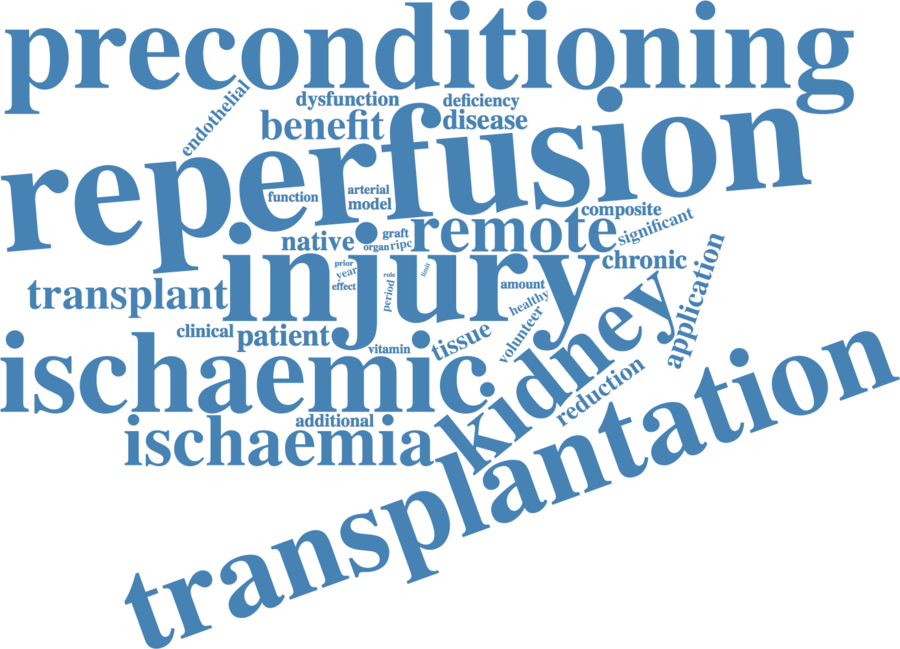 preconditioning
endothelial
dysfunction
deficiency
benefit
disease
reperfusion
function
arterial
model
composite
significant
remote
native
graft
organ
ripc
injury
chronic
prior
year
effect
period
rule
limit
amount
healthy
volunteer
application
transplant
clinical
patient
vitamin
tissue
kidney
ischaemic
reduction
additional
ischaemia
transplantation